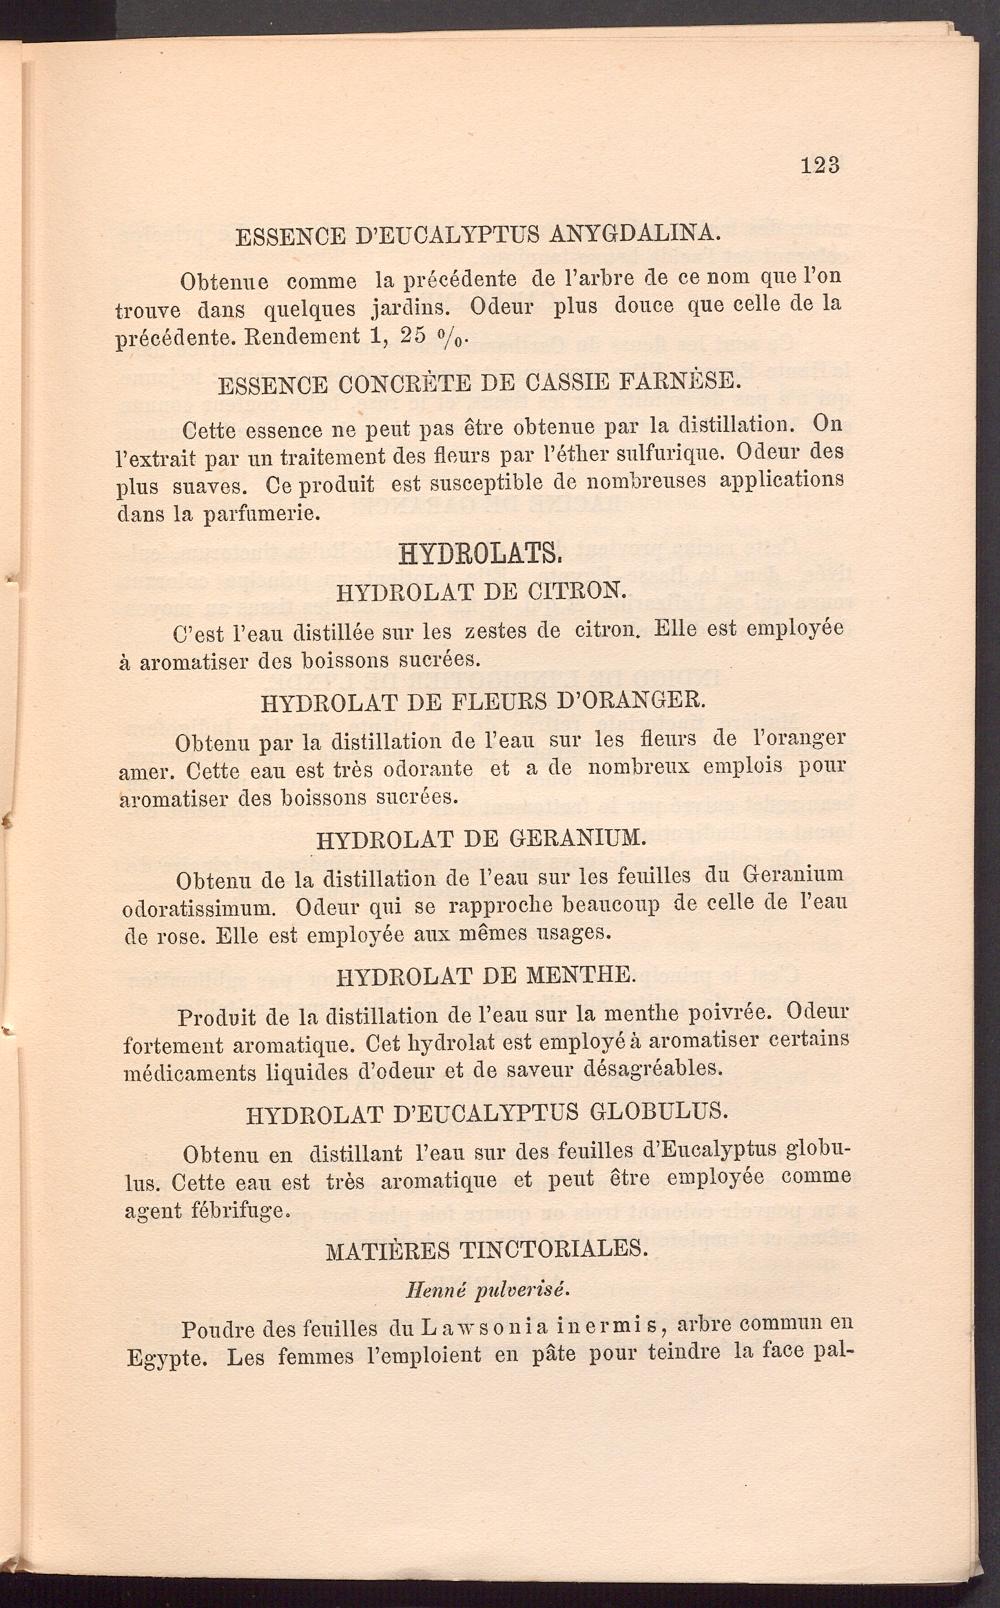 123
ESSENCE D'EUCALYPTUS ANYGDALINA.
Obtenue comme la précédente de l'arbre de ce nom que l'on
trouve dans quelques jardins. Odeur plus douce que celle de la
précédente. Rendement 1, 25 %.
ESSENCE CONCRÈTE DE CASSIE FARNÈSE.
Cette essence ne peut pas être obtenue par la distillation. On
l'extrait par un traitement des fleurs par l'éther sulfurique. Odeur des
plus suaves. Ce produit est susceptible de nombreuses applications
dans la parfumerie.
HYDROLATS.
HYDROLAT DE CITRON.
C'est l'eau distillée sur les zestes de citron. Elle est employée
à aromatiser des boissons sucrées.
HYDROLAT DE FLEURS D'ORANGER.
Obtenu par la distillation de l'eau sur les fleurs de l'oranger
amer. Cette eau est très odorante et a de nombreux emplois pour
aromatiser des boissons sucrées.
HYDROLAT DE GERANIUM.
Obtenu de la distillation de l'eau sur les feuilles du Geranium
odoratissimum. Odeur qui se rapproche beaucoup de celle de l'eau
de rose. Elle est employée aux mêmes usages.
HYDROLAT DE MENTHE.
Produit de la distillation de l'eau sur la menthe poivrée. Odeur
fortement aromatique. Cet hydrolat est employé à aromatiser certains
médicaments liquides d'odeur et de saveur désagréables.
HYDROLAT D'EUCALYPTUS GLOBULUS.
Obtenu en distillant l'eau sur des feuilles d'Eucalyptus globu-
lus. Cette eau est très aromatique et peut être employée comme
agent fébrifuge.
MATIÈRES TINCTORIALES.
Henné pulverisé.
Poudre des feuilles du Lawsonia inermis, arbre commun en
Egypte. Les femmes l'emploient en pâte pour teindre la face pal-